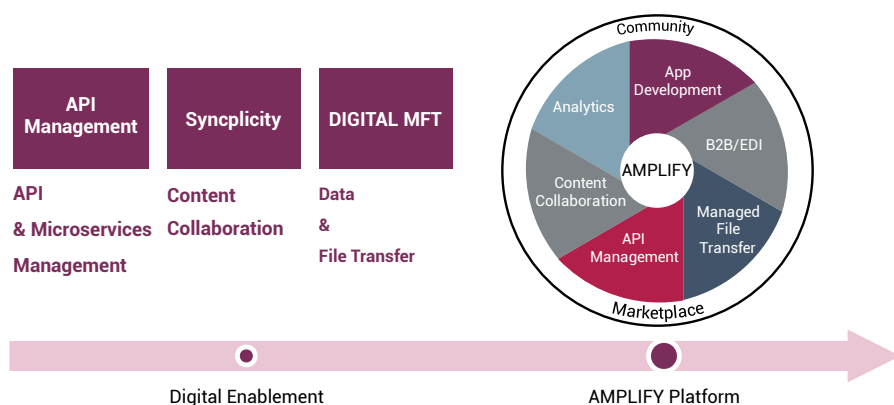 API
Management
Syncplicity
DIGITAL MFT
API
& Microservices
Management
Content
Collaboration
Data
&
File Transfer
Community
App
Development
Analytics
B2B/EDI
AMPLIFY
Content
Collaboration
Managed
File
Transfer
API
Management
Marketplace
Digital Enablement
AMPLIFY Platform